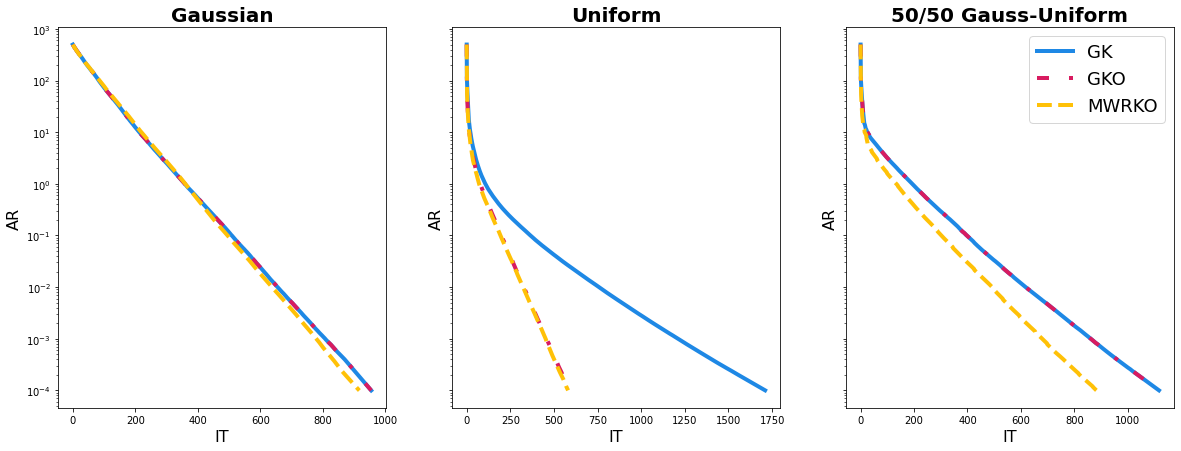 Gaussian
AR
10³
10²
10¹
10⁰
10⁻¹
10⁻²
10⁻³
10⁻⁴
0 200 400 600 800 1000
IT
Uniform
AR
0 250 500 750 1000 1250 1500 1750
IT
50/50 Gauss-Uniform
GK
GKO
MWRKO
AR
0 200 400 600 800 1000
IT